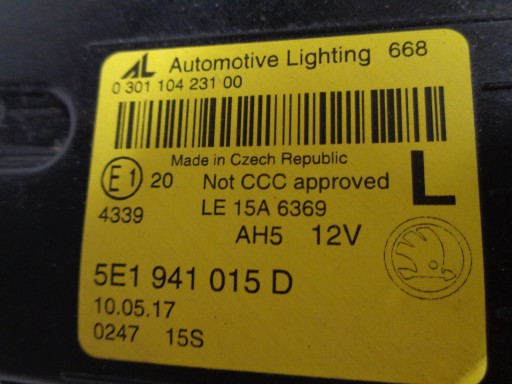 AL Automotive Lighting 668
0 301 104 231 00
Made in Czech Republic
E1 20 Not CCC approved L
4339 LE 15A 6369
AH5 12V
5E1 941 015 D
10.05.17
0247 15S